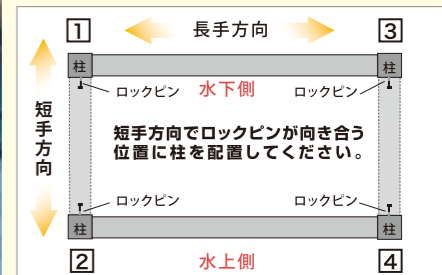 1 長手方向 3
柱 柱
ロックピン 水下側 ロックピン
短手方向
短手方向でロックピンが向き合う
位置に柱を配置してください。
ロックピン ロックピン
柱 柱
2 水上側 4